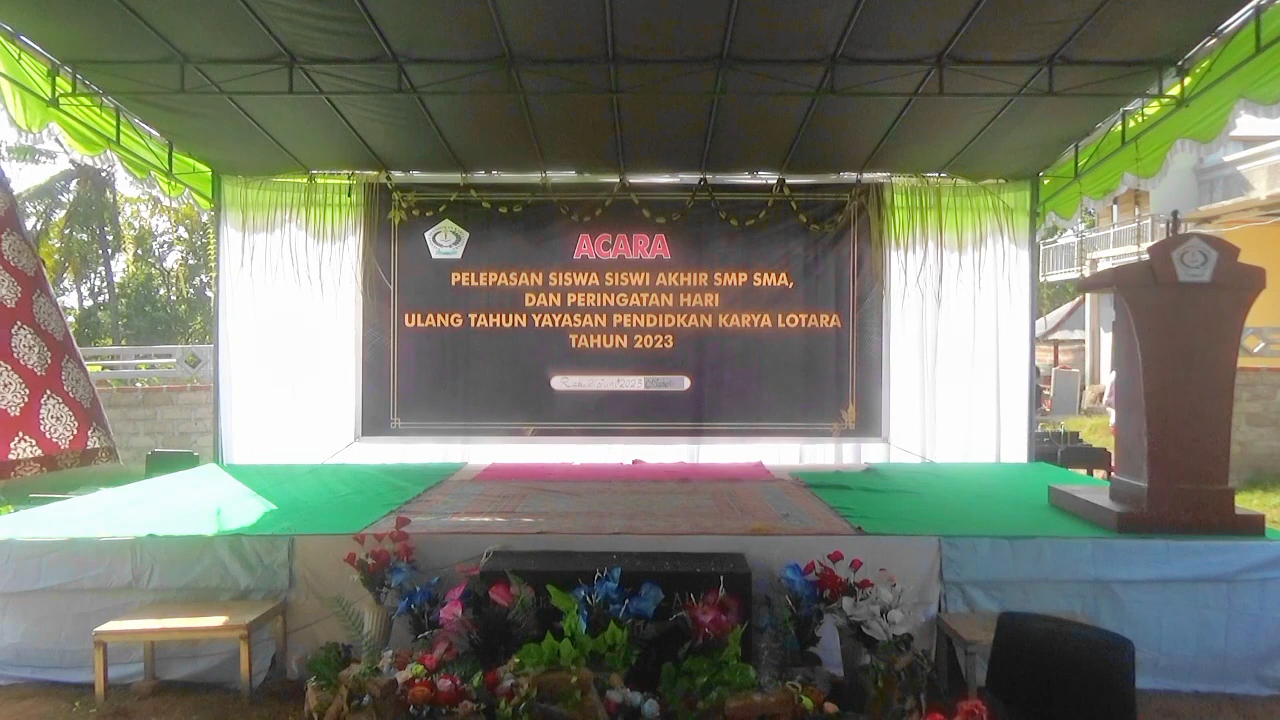 ACARA
PELEPASAN SISWA SISWI AKHIR SMP SMA,
DAN PERINGATAN HARI
ULANG TAHUN YAYASAN PENDIDKAN KARYA LOTARA
TAHUN 2023